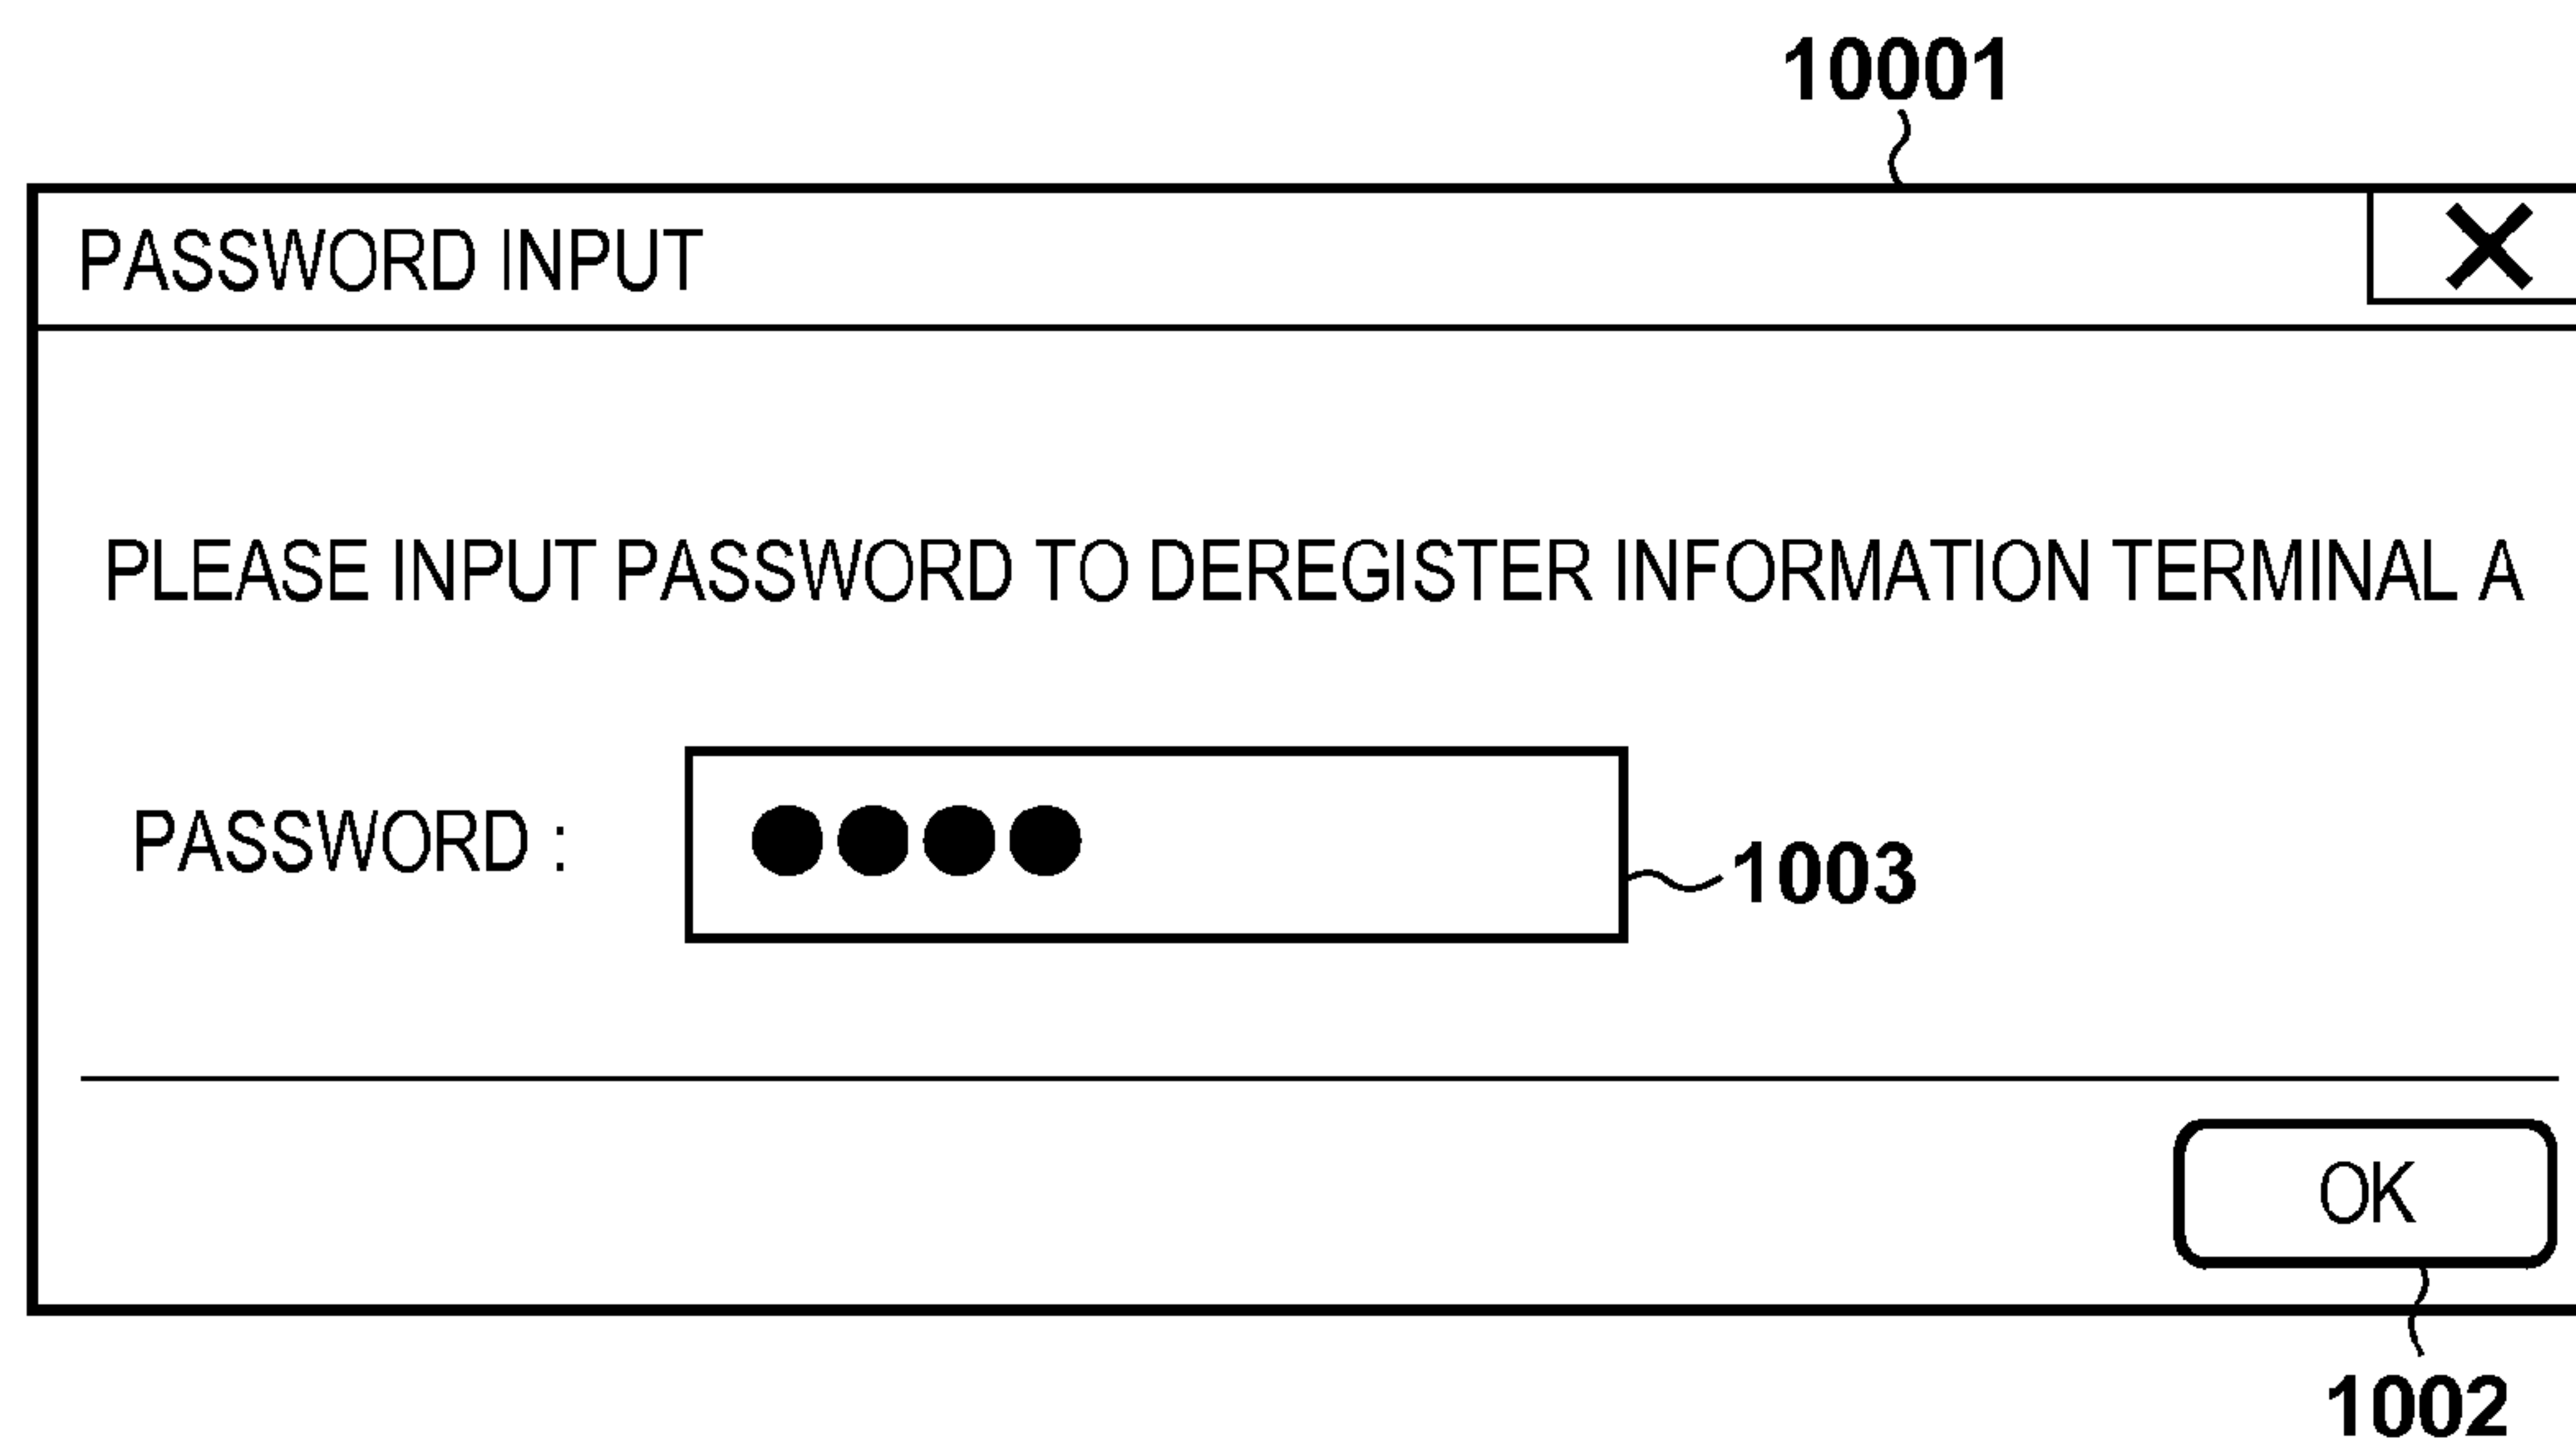 10001
PASSWORD INPUT
PLEASE INPUT PASSWORD TO DEREGISTER INFORMATION TERMINAL A
PASSWORD : ●●●●
1003
OK
1002